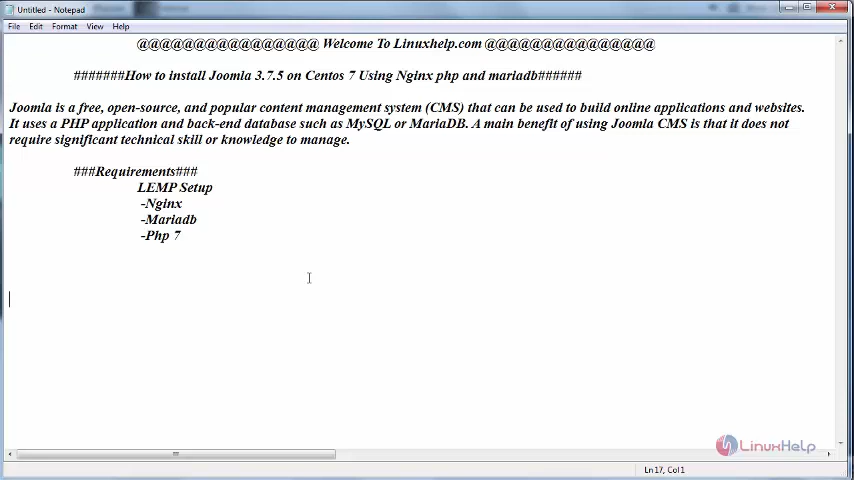 Untitled - Notepad
File Edit Format View Help
@@@@@@@@@@@@@@@@ Welcome To Linuxhelp.com @@@@@@@@@@@@@@@
#######How to install Joomla 3.7.5 on Centos 7 Using Nginx php and mariadb######
Joomla is a free, open-source, and popular content management system (CMS) that can be used to build online applications and websites.
It uses a PHP application and back-end database such as MySQL or MariaDB. A main benefit of using Joomla CMS is that it does not
require significant technical skill or knowledge to manage.
###Requirements###
LEMP Setup
-Nginx
-Mariadb
-Php 7
LinuxHelp
Ln17, Col1